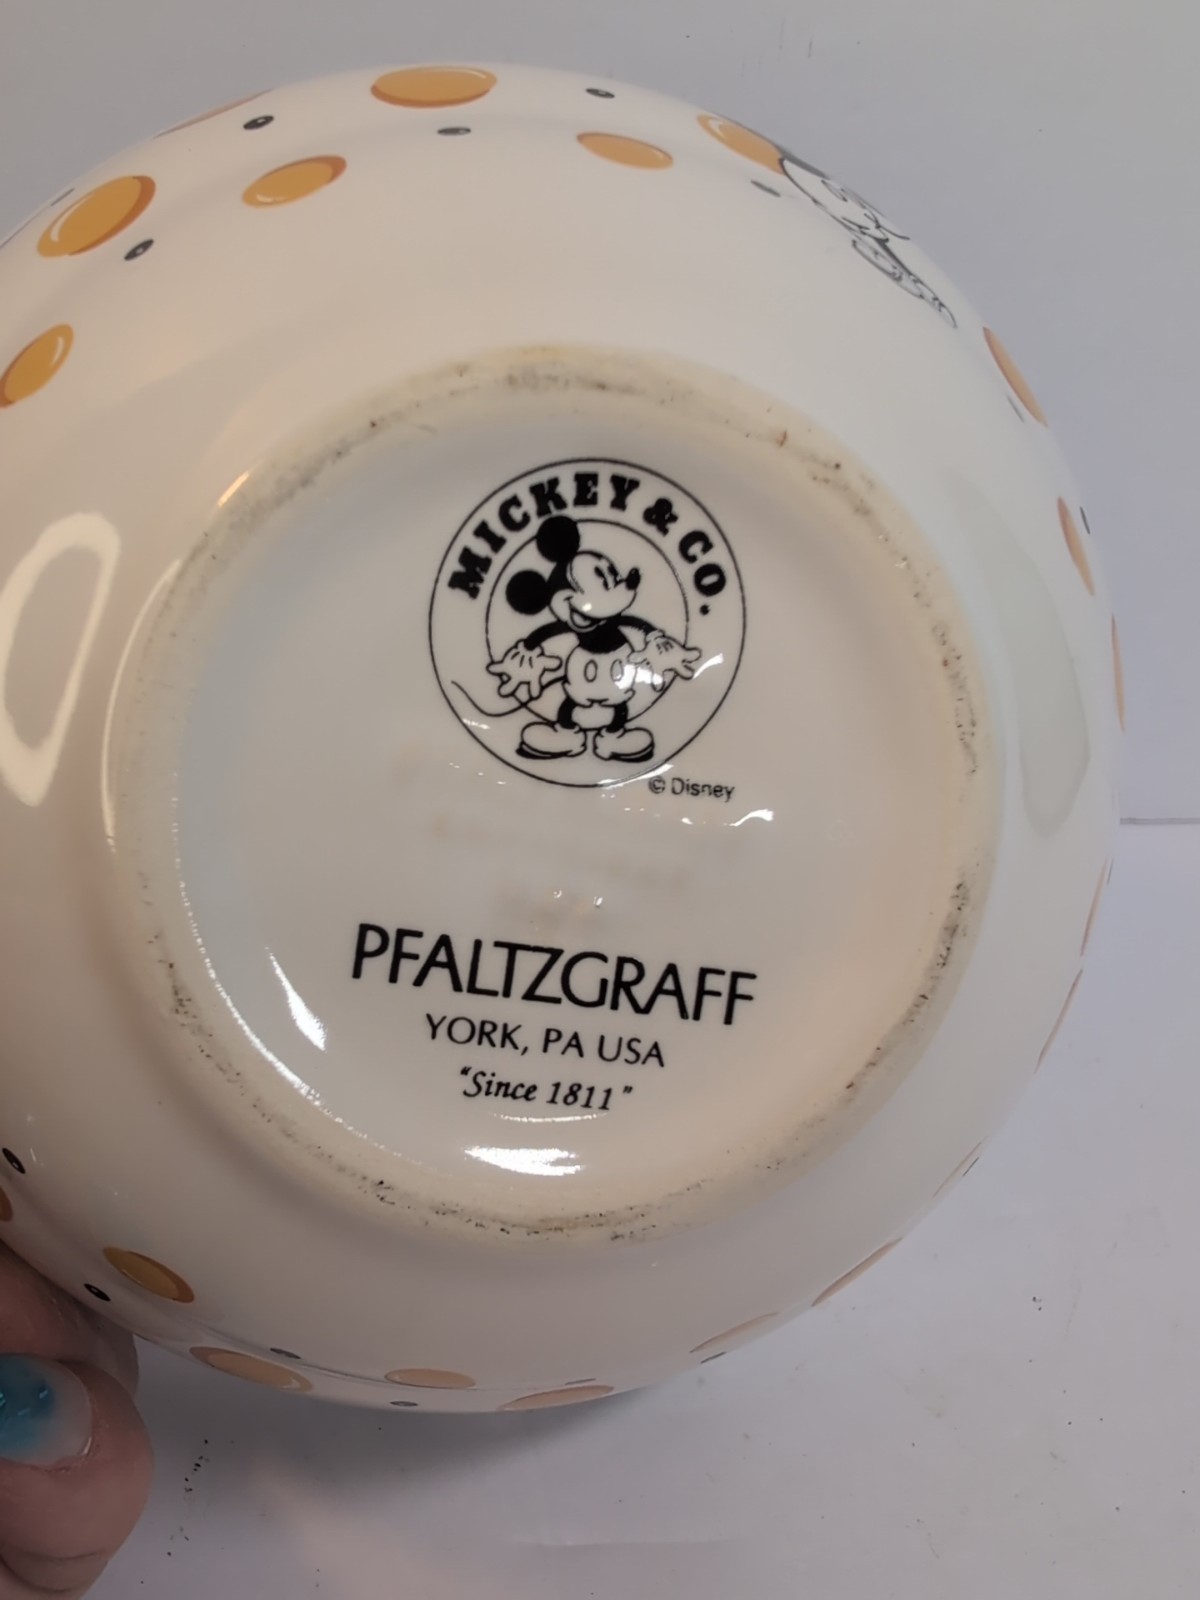 MICKEY & CO.
© Disney
PFALTZGRAFF
YORK, PA USA
"Since 1811"